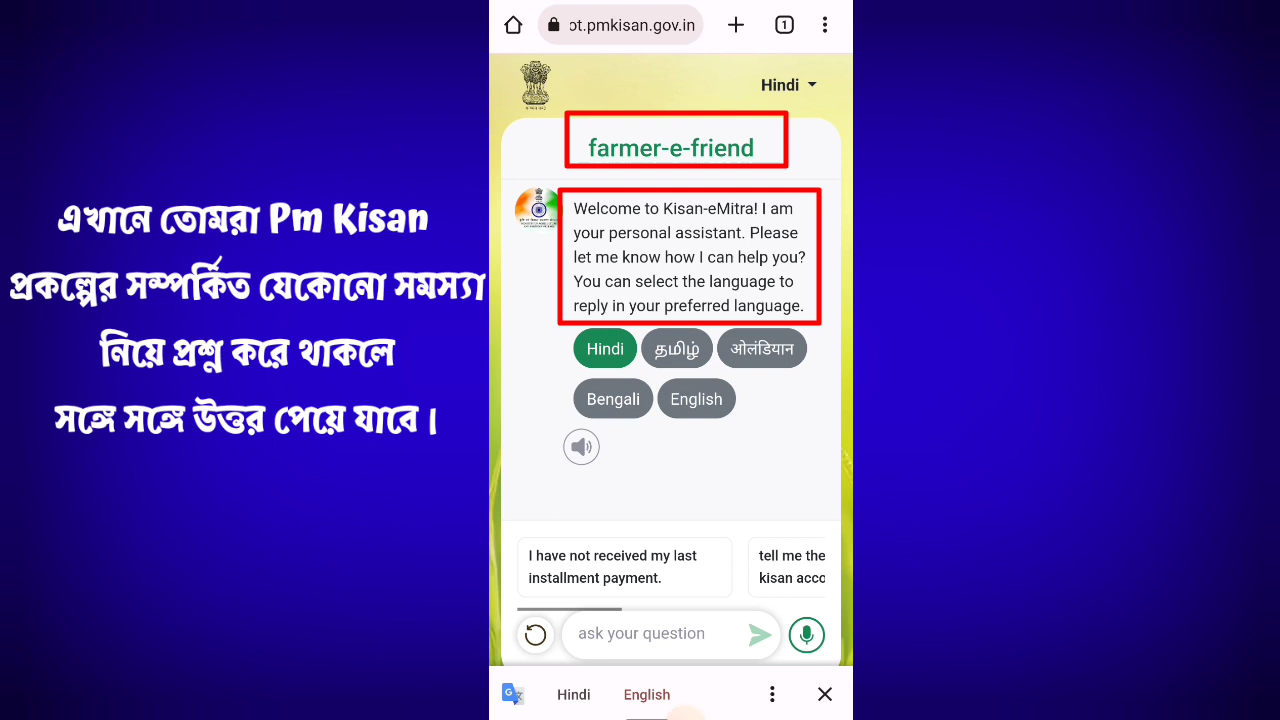 এখানে তোমরা Pm Kisan
প্রকল্পের সম্পর্কিত যেকোনো সমস্যা
নিয়ে প্রশ্ন করে থাকলে
সঙ্গে সঙ্গে উত্তর পেয়ে যাবে।
ot.pmkisan.gov.in
1
Hindi
farmer-e-friend
Welcome to Kisan-eMitra! I am
your personal assistant. Please
let me know how I can help you?
You can select the language to
reply in your preferred language.
Hindi தமிழ் ओलंडियान
Bengali English
I have not received my last
installment payment.
tell me the
kisan acco
ask your question
Hindi English